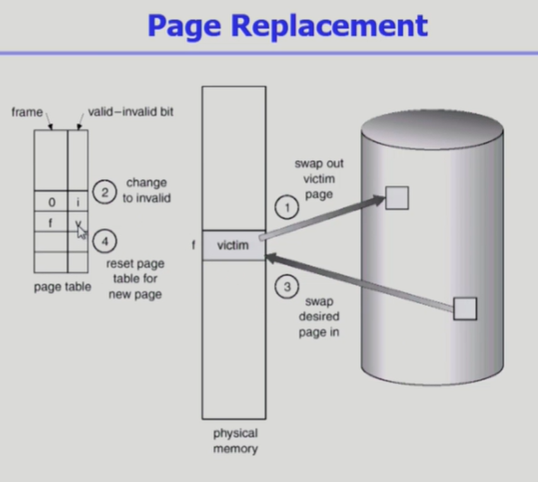 Page Replacement
frame
valid–invalid bit
0
i
f
v
2
change
to invalid
4
reset page
table for
new page
page table
f
victim
physical
memory
1
swap out
victim
page
3
swap
desired
page in